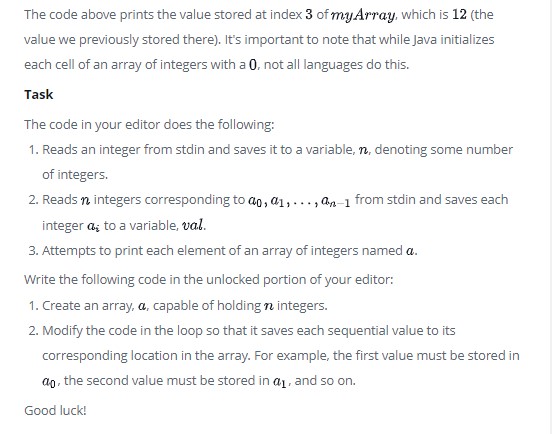 The code above prints the value stored at index 3 of myArray, which is 12 (the
value we previously stored there). It's important to note that while Java initializes
each cell of an array of integers with a 0, not all languages do this.
Task
The code in your editor does the following:
1. Reads an integer from stdin and saves it to a variable, n, denoting some number
of integers.
2. Reads n integers corresponding to a₀, a₁, . . . , aₙ₋₁ from stdin and saves each
integer aᵢ to a variable, val.
3. Attempts to print each element of an array of integers named a.
Write the following code in the unlocked portion of your editor:
1. Create an array, a, capable of holding n integers.
2. Modify the code in the loop so that it saves each sequential value to its
corresponding location in the array. For example, the first value must be stored in
a₀, the second value must be stored in a₁, and so on.
Good luck!